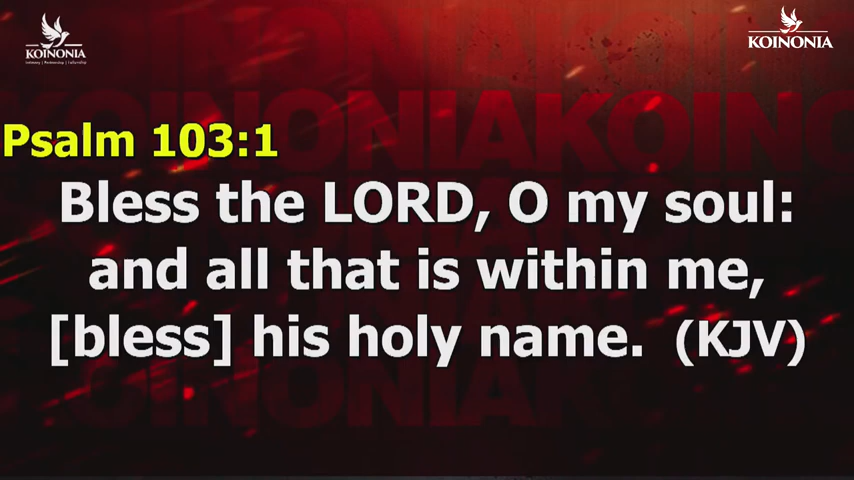 KOINONIA
KOINONIA
KOINONIAKOINO
Psalm 103:1
Bless the LORD, O my soul:
and all that is within me,
[bless] his holy name. (KJV)